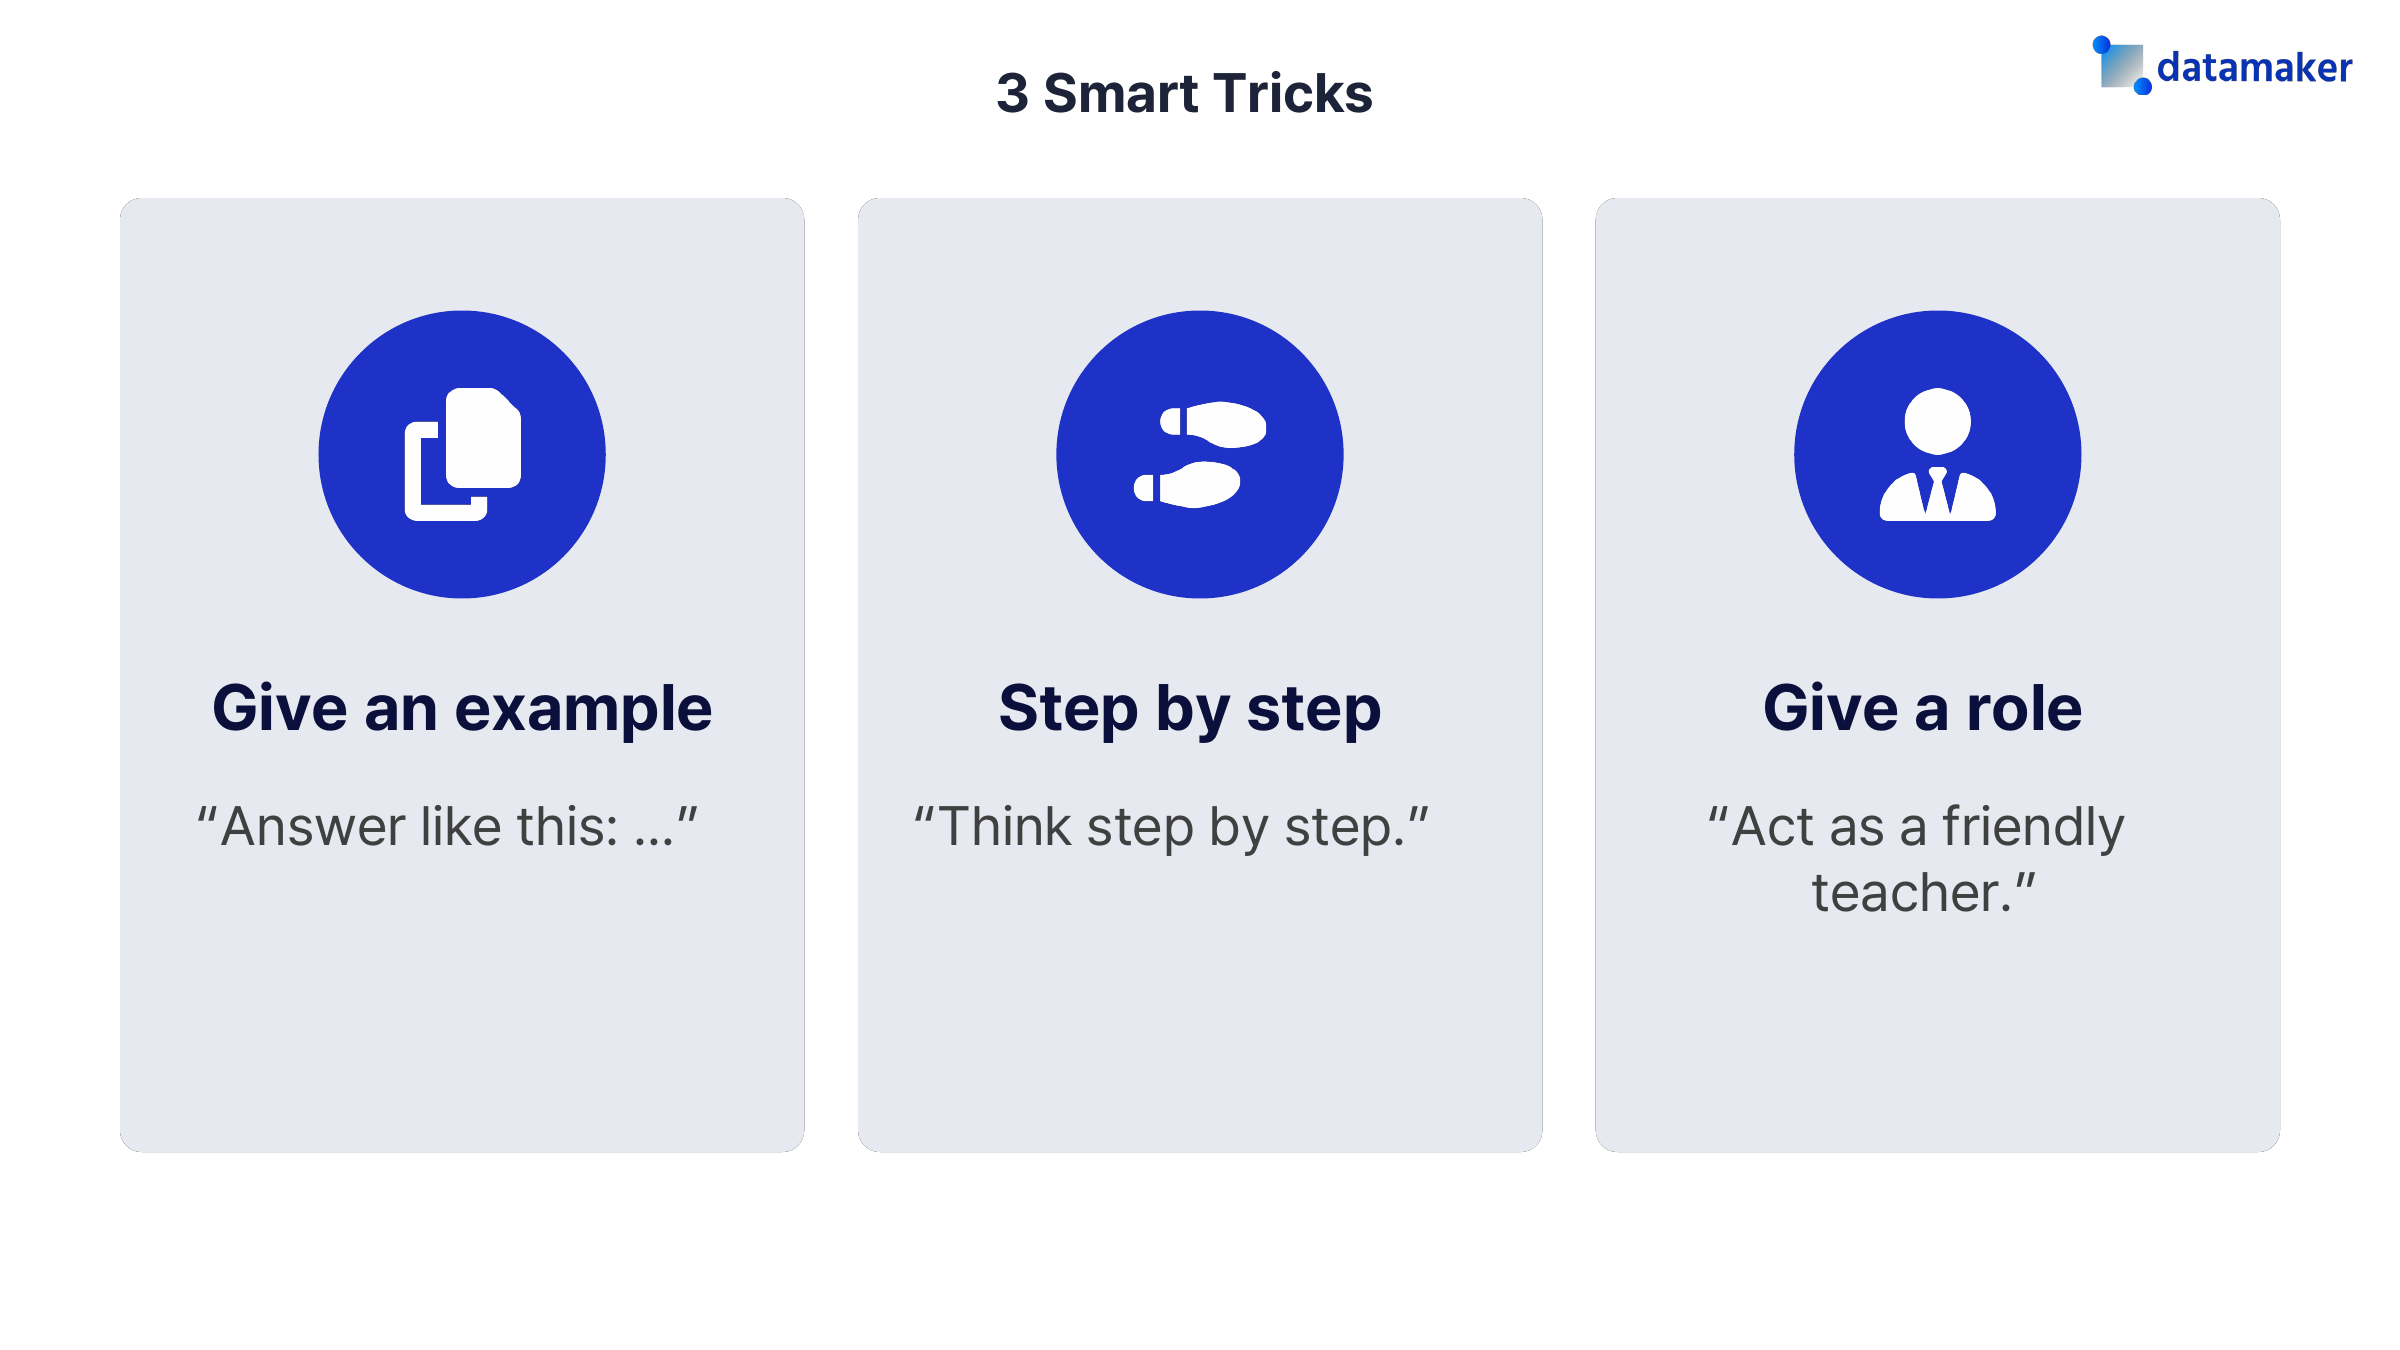 3 Smart Tricks
datamaker
Give an example
“Answer like this: ...”
Step by step
“Think step by step.”
Give a role
“Act as a friendly
teacher.”